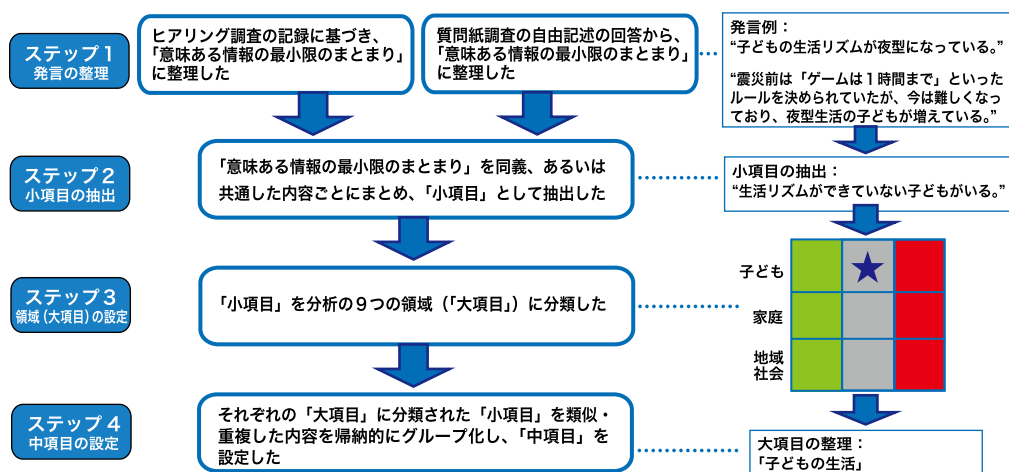 ステップ1
発言の整理
ヒアリング調査の記録に基づき、
「意味ある情報の最小限のまとまり」
に整理した
質問紙調査の自由記述の回答から、
「意味ある情報の最小限のまとまり」
に整理した
発言例：
“子どもの生活リズムが夜型になっている。”
“震災前は「ゲームは１時間まで」といった
ルールを決められていたが、今は難しくなっ
ており、夜型生活の子どもが増えている。”
ステップ2
小項目の抽出
「意味ある情報の最小限のまとまり」を同義、あるいは
共通した内容ごとにまとめ、「小項目」として抽出した
小項目の抽出：
“生活リズムができていない子どもがいる。”
ステップ3
領域（大項目）の設定
「小項目」を分析の９つの領域（「大項目」）に分類した
子ども
家庭
地域
社会
ステップ4
中項目の設定
それぞれの「大項目」に分類された「小項目」を類似・
重複した内容を帰納的にグループ化し、「中項目」を
設定した
大項目の整理：
「子どもの生活」